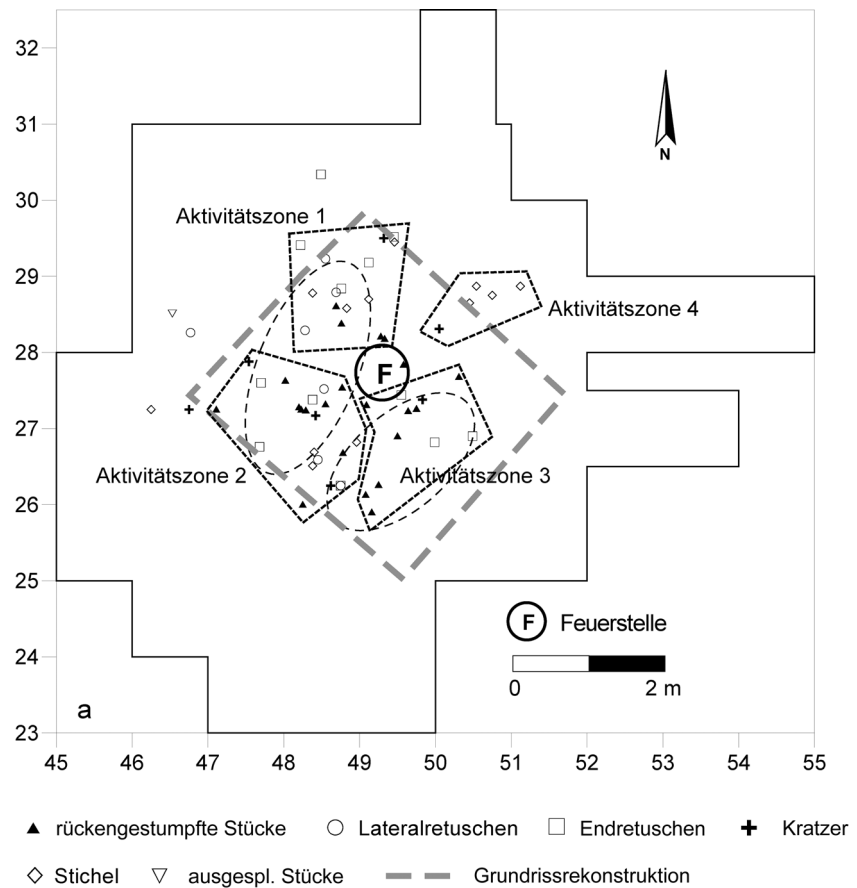 32
31
30
29
28
27
26
25
24
23
N
Aktivitätszone 1
Aktivitätszone 4
F
Aktivitätszone 2
Aktivitätszone 3
F Feuerstelle
0 2 m
a
45 46 47 48 49 50 51 52 53 54 55
rückengestumpfte Stücke Lateralretuschen Endretuschen Kratzer
Stichel ausgespl. Stücke Grundrissrekonstruktion